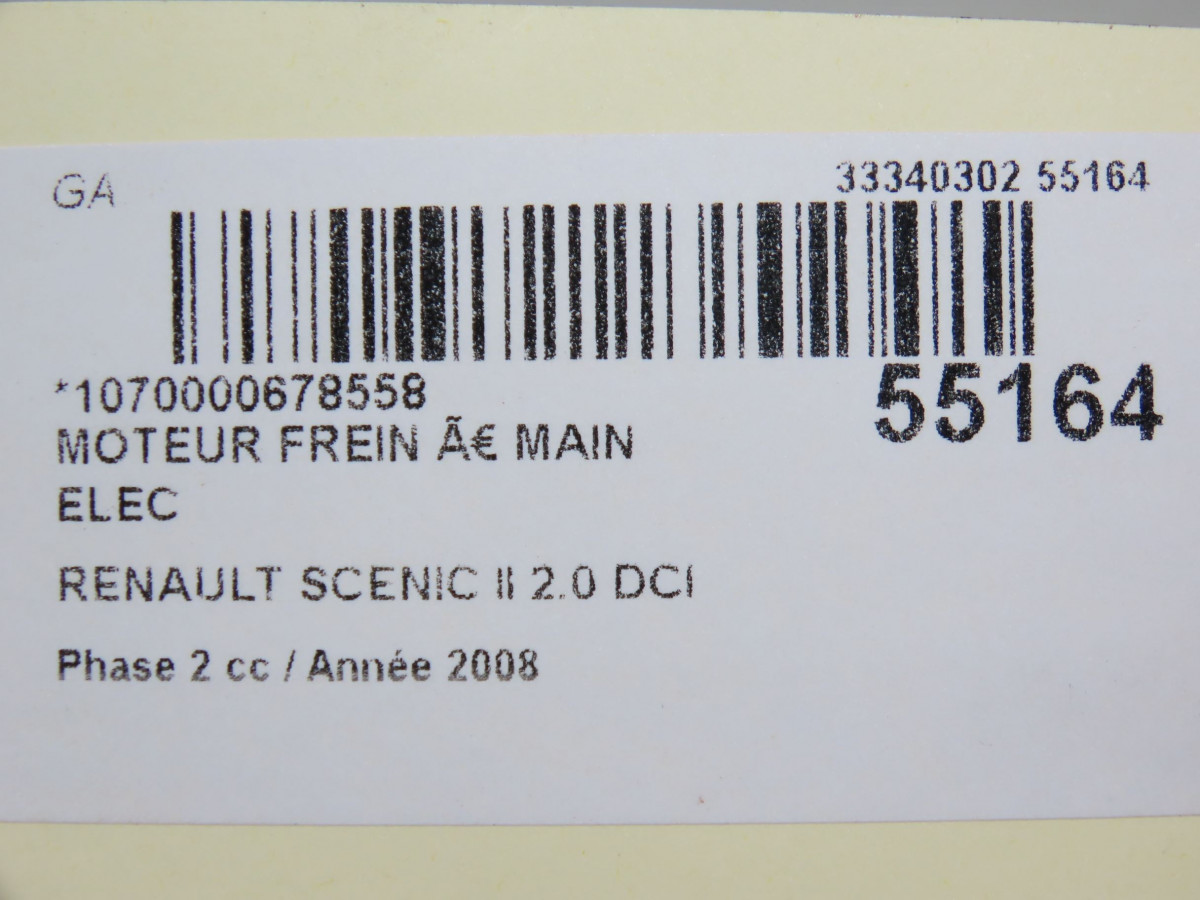 GA
33340302 55164
*1070000678558
55164
MOTEUR FREIN Ã€ MAIN
ELEC
RENAULT SCENIC II 2.0 DCI
Phase 2 cc / Année 2008